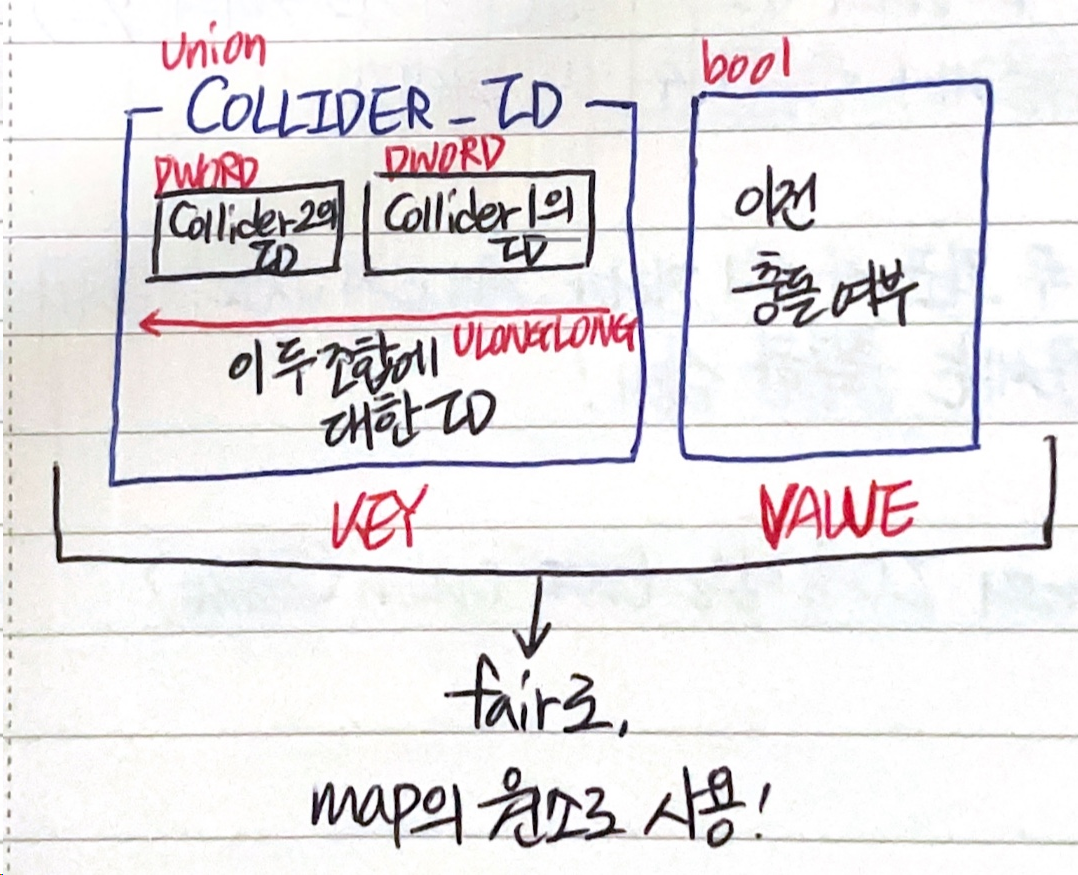 union
COLLIDER_ID
DWORD
DWORD
Collider2의
ID
Collider1의
ID
ULONGLONG
이 두 조합에
대한 ID
KEY
bool
이전
충돌 여부
VALUE
fair로,
map의 원소로 사용!